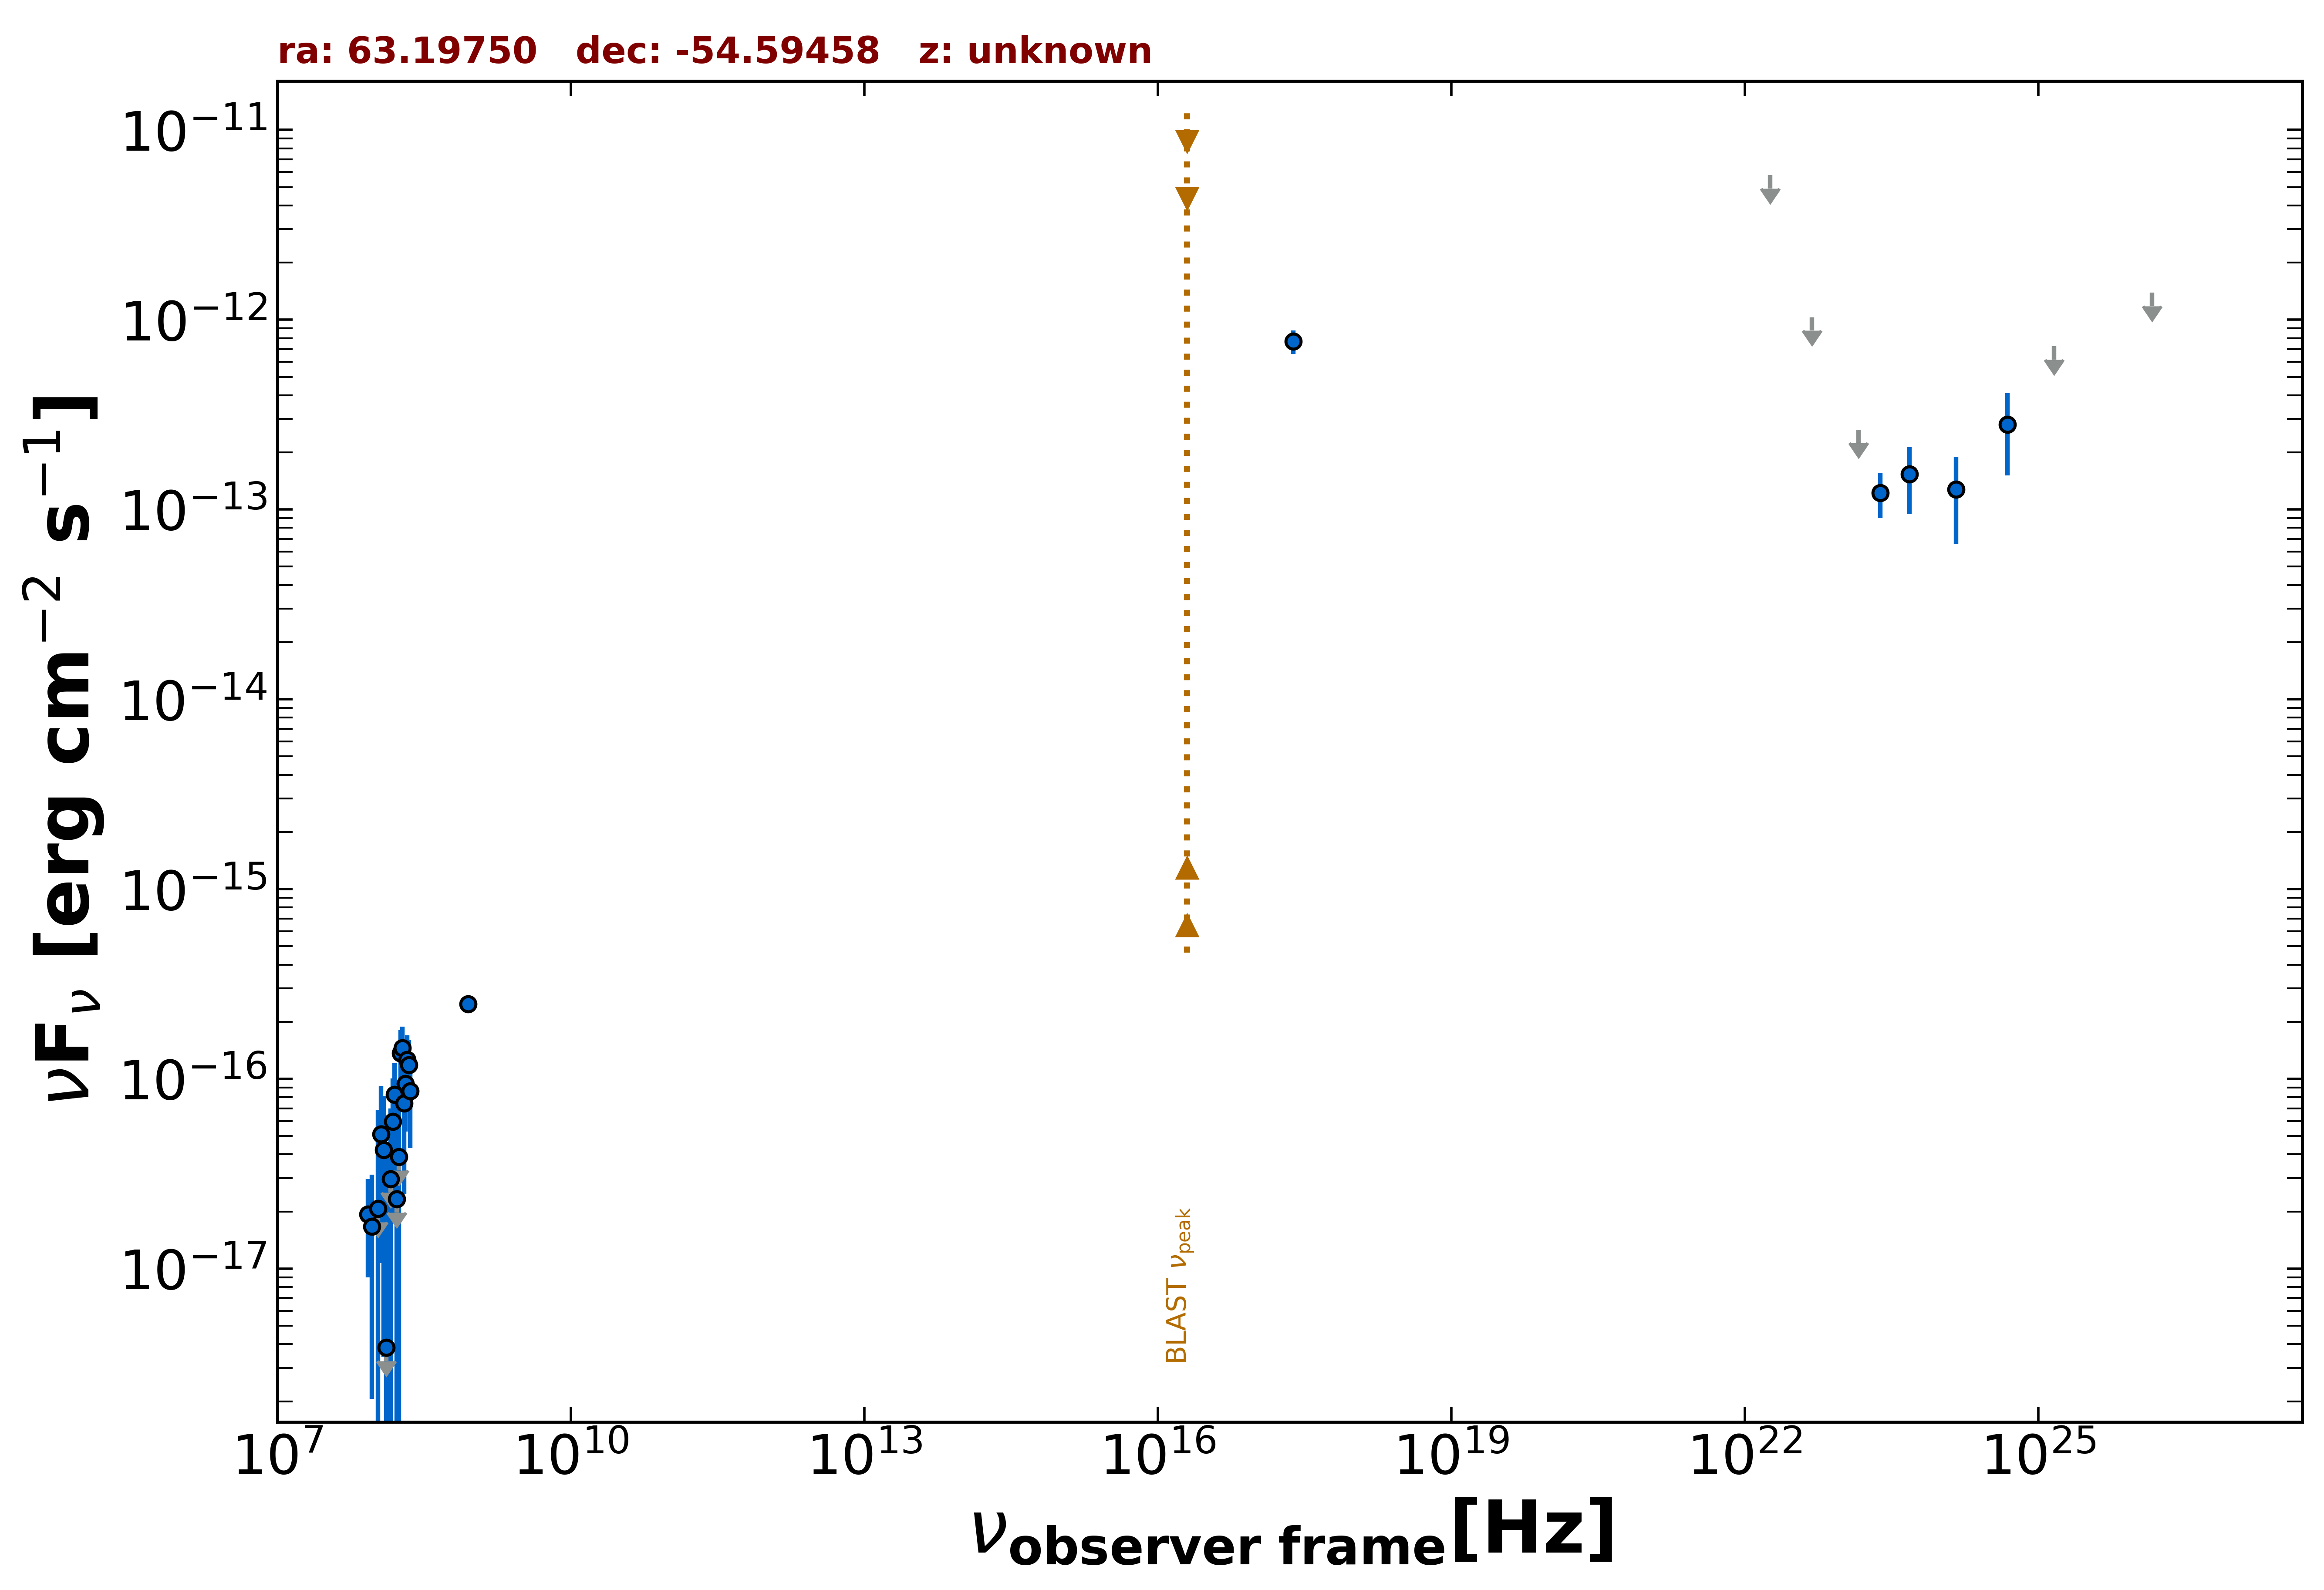 ra: 63.19750 dec: -54.59458 z: unknown
10⁻¹¹
10⁻¹²
10⁻¹³
10⁻¹⁴
10⁻¹⁵
10⁻¹⁶
10⁻¹⁷
νFν [erg cm⁻² s⁻¹]
BLAST νpeak
10⁷ 10¹⁰ 10¹³ 10¹⁶ 10¹⁹ 10²² 10²⁵
νobserver frame[Hz]